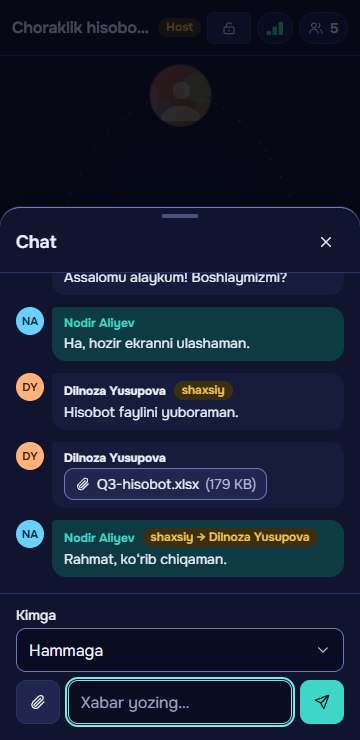 Choraklik hisobo... Host 5
Chat
Assalomu alaykum! Boshlaymizmi?
NA Nodir Aliyev
Ha, hozir ekranni ulashaman.
DY Dilnoza Yusupova shaxsiy
Hisobot faylini yuboraman.
DY Dilnoza Yusupova
Q3-hisobot.xlsx (179 KB)
NA Nodir Aliyev shaxsiy → Dilnoza Yusupova
Rahmat, ko‘rib chiqaman.
Kimga
Hammaga
Xabar yozing...